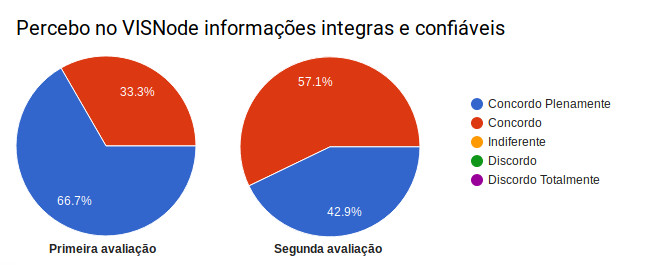 Percebo no VISNode informações integras e confiáveis
33.3%
66.7%
Primeira avaliação
57.1%
42.9%
Segunda avaliação
Concordo Plenamente
Concordo
Indiferente
Discordo
Discordo Totalmente